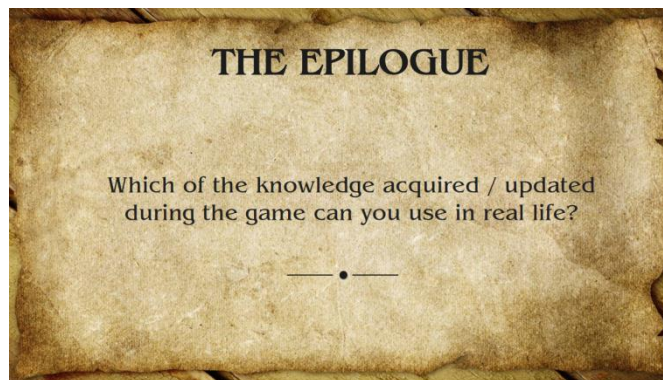 THE EPILOGUE
Which of the knowledge acquired / updated
during the game can you use in real life?